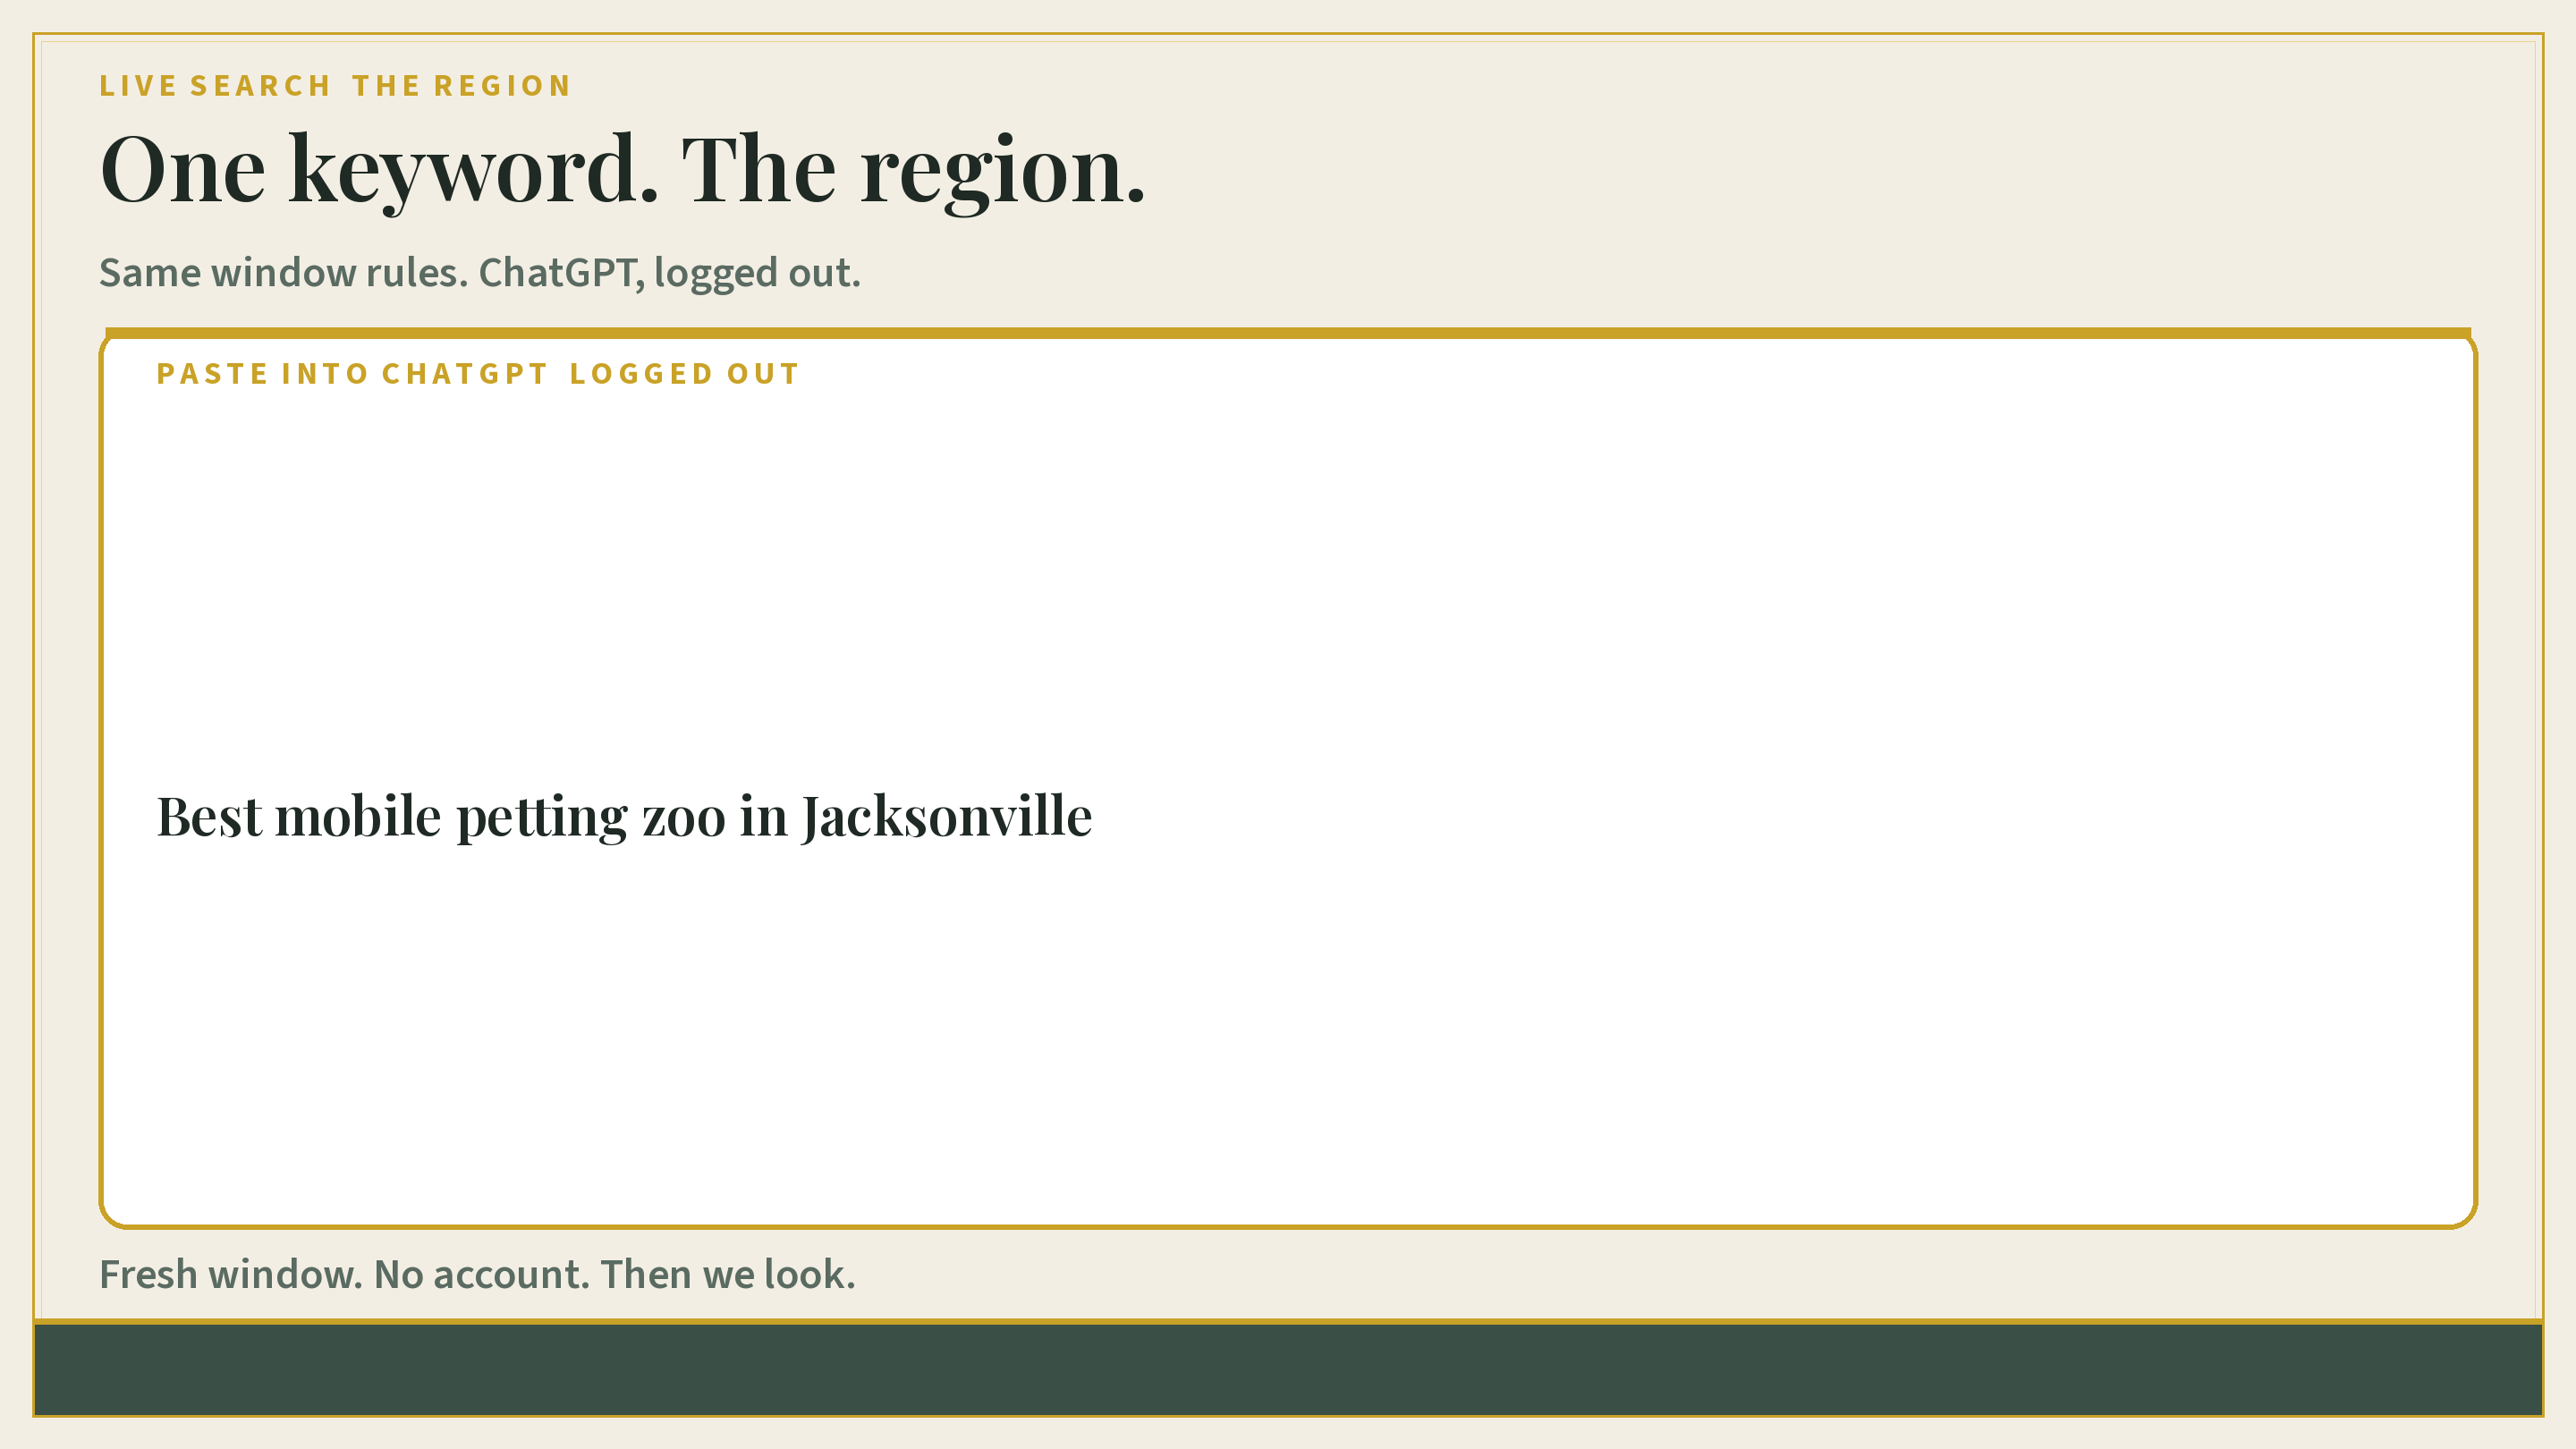 LIVE SEARCH THE REGION
One keyword. The region.
Same window rules. ChatGPT, logged out.
PASTE INTO CHATGPT LOGGED OUT
Best mobile petting zoo in Jacksonville
Fresh window. No account. Then we look.